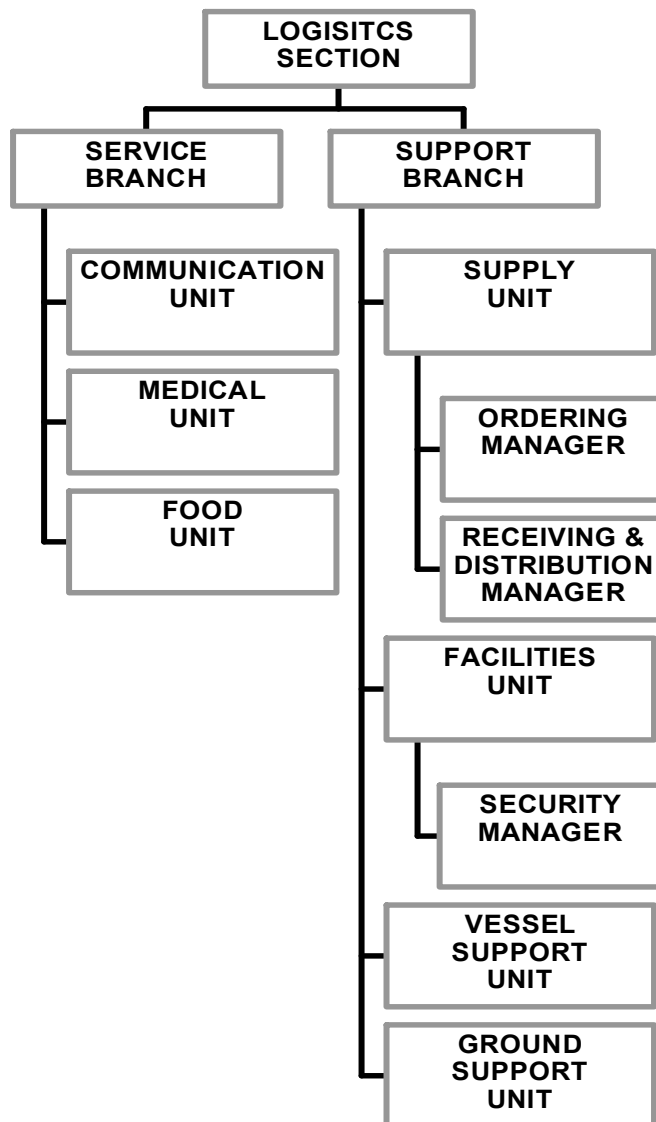 LOGISITCS
SECTION
SERVICE
BRANCH
SUPPORT
BRANCH
COMMUNICATION
UNIT
MEDICAL
UNIT
FOOD
UNIT
SUPPLY
UNIT
ORDERING
MANAGER
RECEIVING &
DISTRIBUTION
MANAGER
FACILITIES
UNIT
SECURITY
MANAGER
VESSEL
SUPPORT
UNIT
GROUND
SUPPORT
UNIT